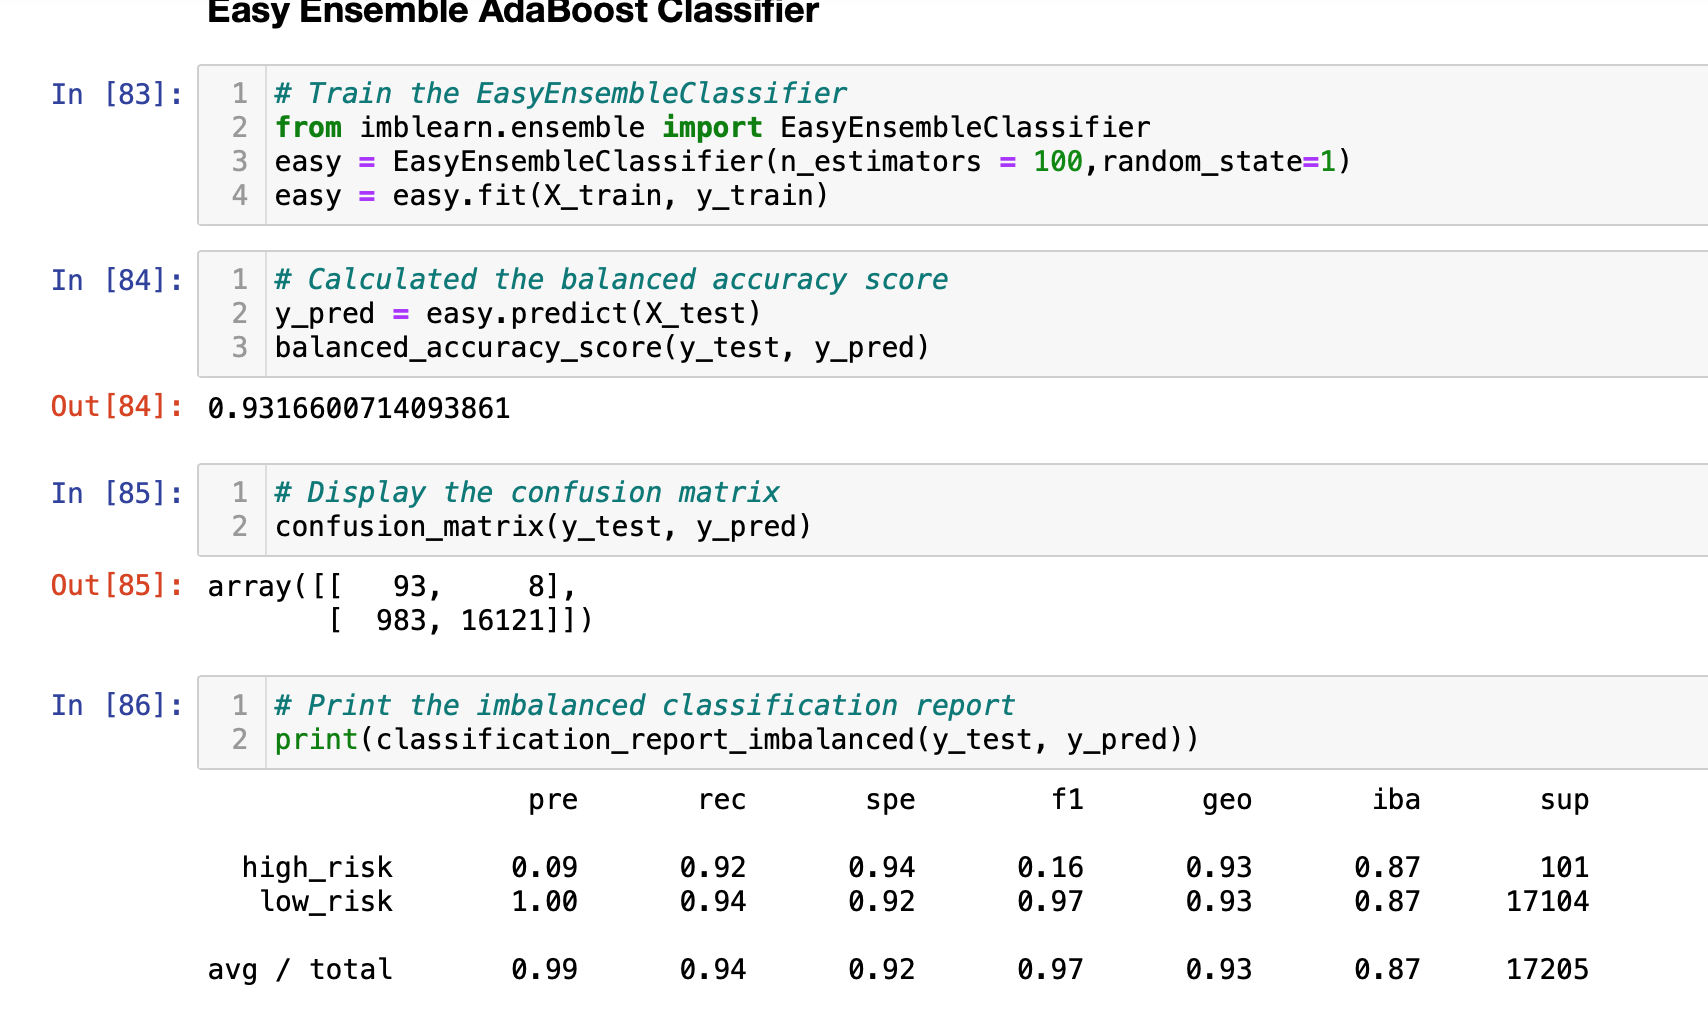 Easy Ensemble AdaBoost Classifier
In [83]:
1 # Train the EasyEnsembleClassifier
2 from imblearn.ensemble import EasyEnsembleClassifier
3 easy = EasyEnsembleClassifier(n_estimators = 100,random_state=1)
4 easy = easy.fit(X_train, y_train)
In [84]:
1 # Calculated the balanced accuracy score
2 y_pred = easy.predict(X_test)
3 balanced_accuracy_score(y_test, y_pred)
Out[84]: 0.9316600714093861
In [85]:
1 # Display the confusion matrix
2 confusion_matrix(y_test, y_pred)
Out[85]: array([[   93,     8],
       [  983, 16121]])
In [86]:
1 # Print the imbalanced classification report
2 print(classification_report_imbalanced(y_test, y_pred))
pre rec spe f1 geo iba sup
high_risk 0.09 0.92 0.94 0.16 0.93 0.87 101
low_risk 1.00 0.94 0.92 0.97 0.93 0.87 17104
avg / total 0.99 0.94 0.92 0.97 0.93 0.87 17205